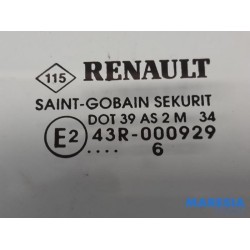 115 RENAULT
SAINT-GOBAIN SEKURIT
DOT 39 AS 2 M 34
E2 43R-000929
.... 6